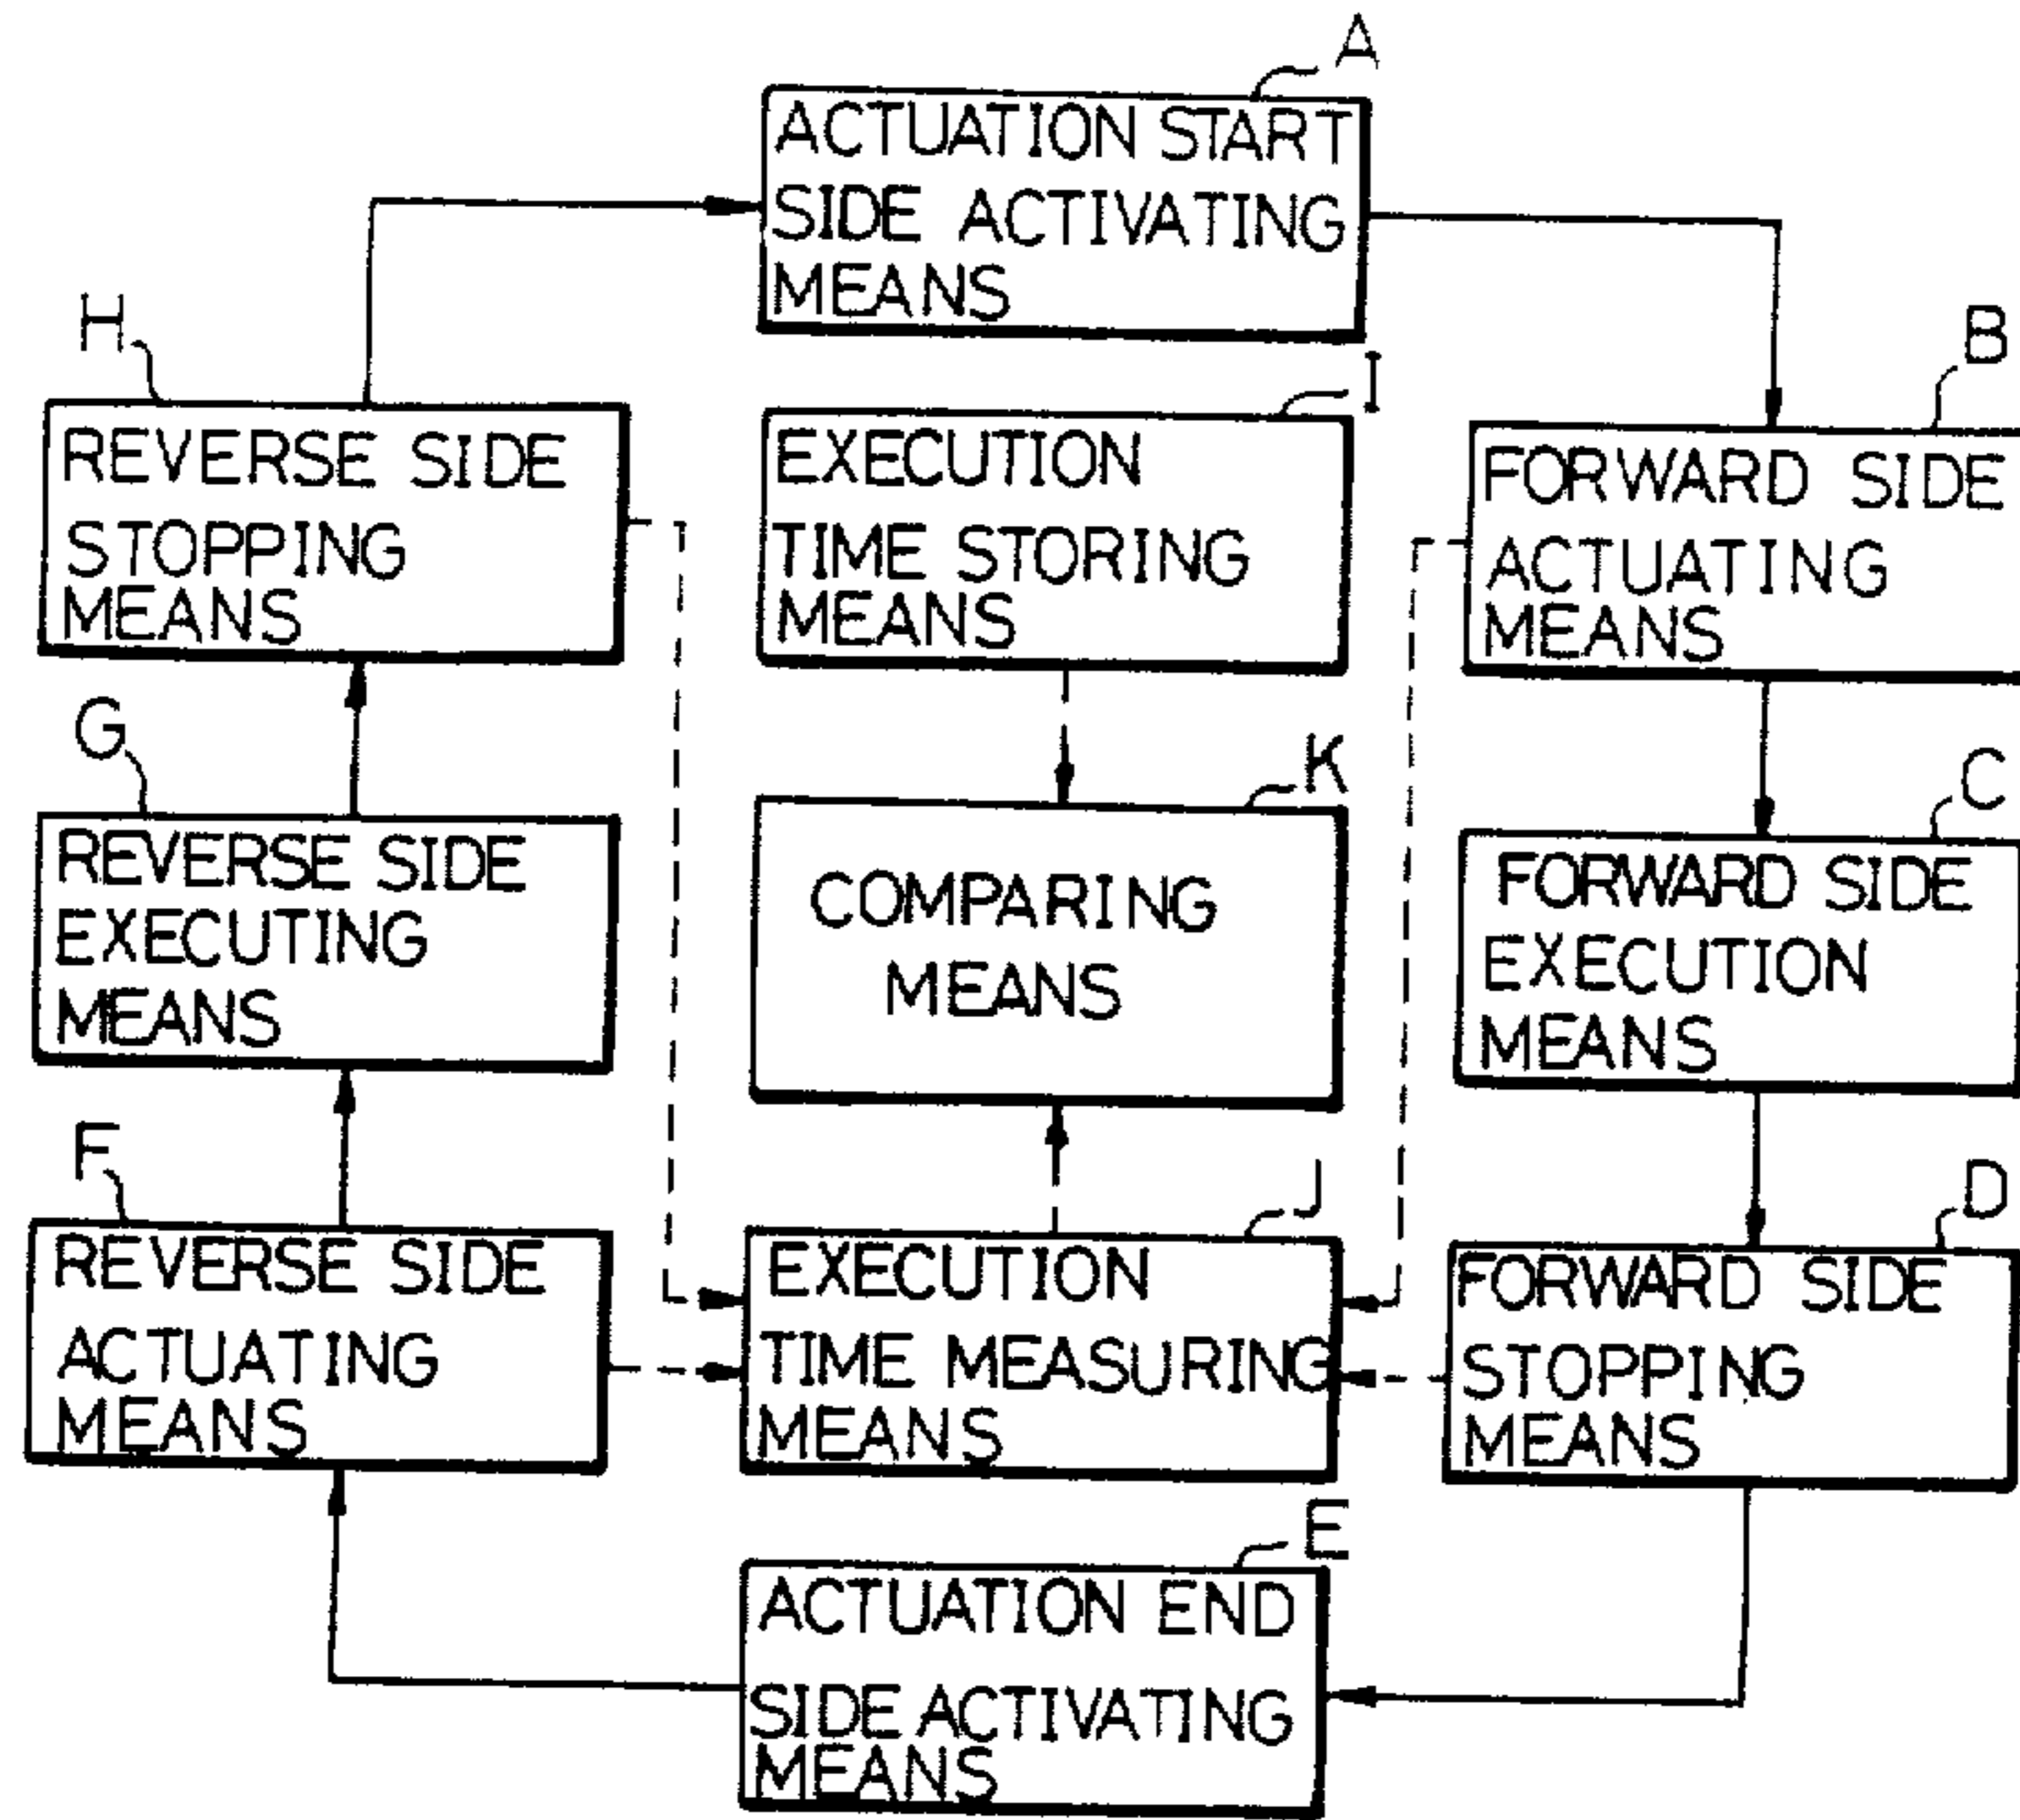 A
ACTUATION START
SIDE ACTIVATING
MEANS
H
REVERSE SIDE
STOPPING
MEANS
I
EXECUTION
TIME STORING
MEANS
B
FORWARD SIDE
ACTUATING
MEANS
G
REVERSE SIDE
EXECUTING
MEANS
K
COMPARING
MEANS
C
FORWARD SIDE
EXECUTION
MEANS
F
REVERSE SIDE
ACTUATING
MEANS
J
EXECUTION
TIME MEASURING
MEANS
D
FORWARD SIDE
STOPPING
MEANS
E
ACTUATION END
SIDE ACTIVATING
MEANS